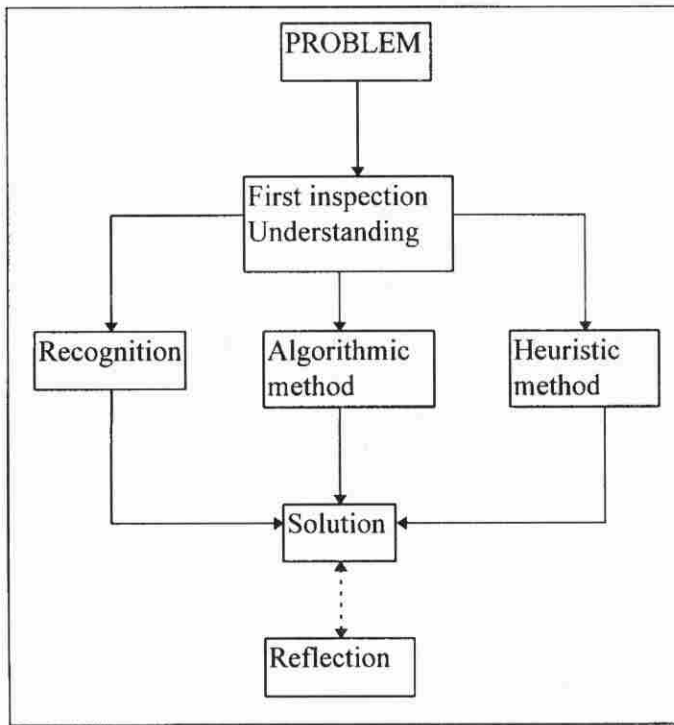 PROBLEM
First inspection
Understanding
Recognition
Algorithmic
method
Heuristic
method
Solution
Reflection